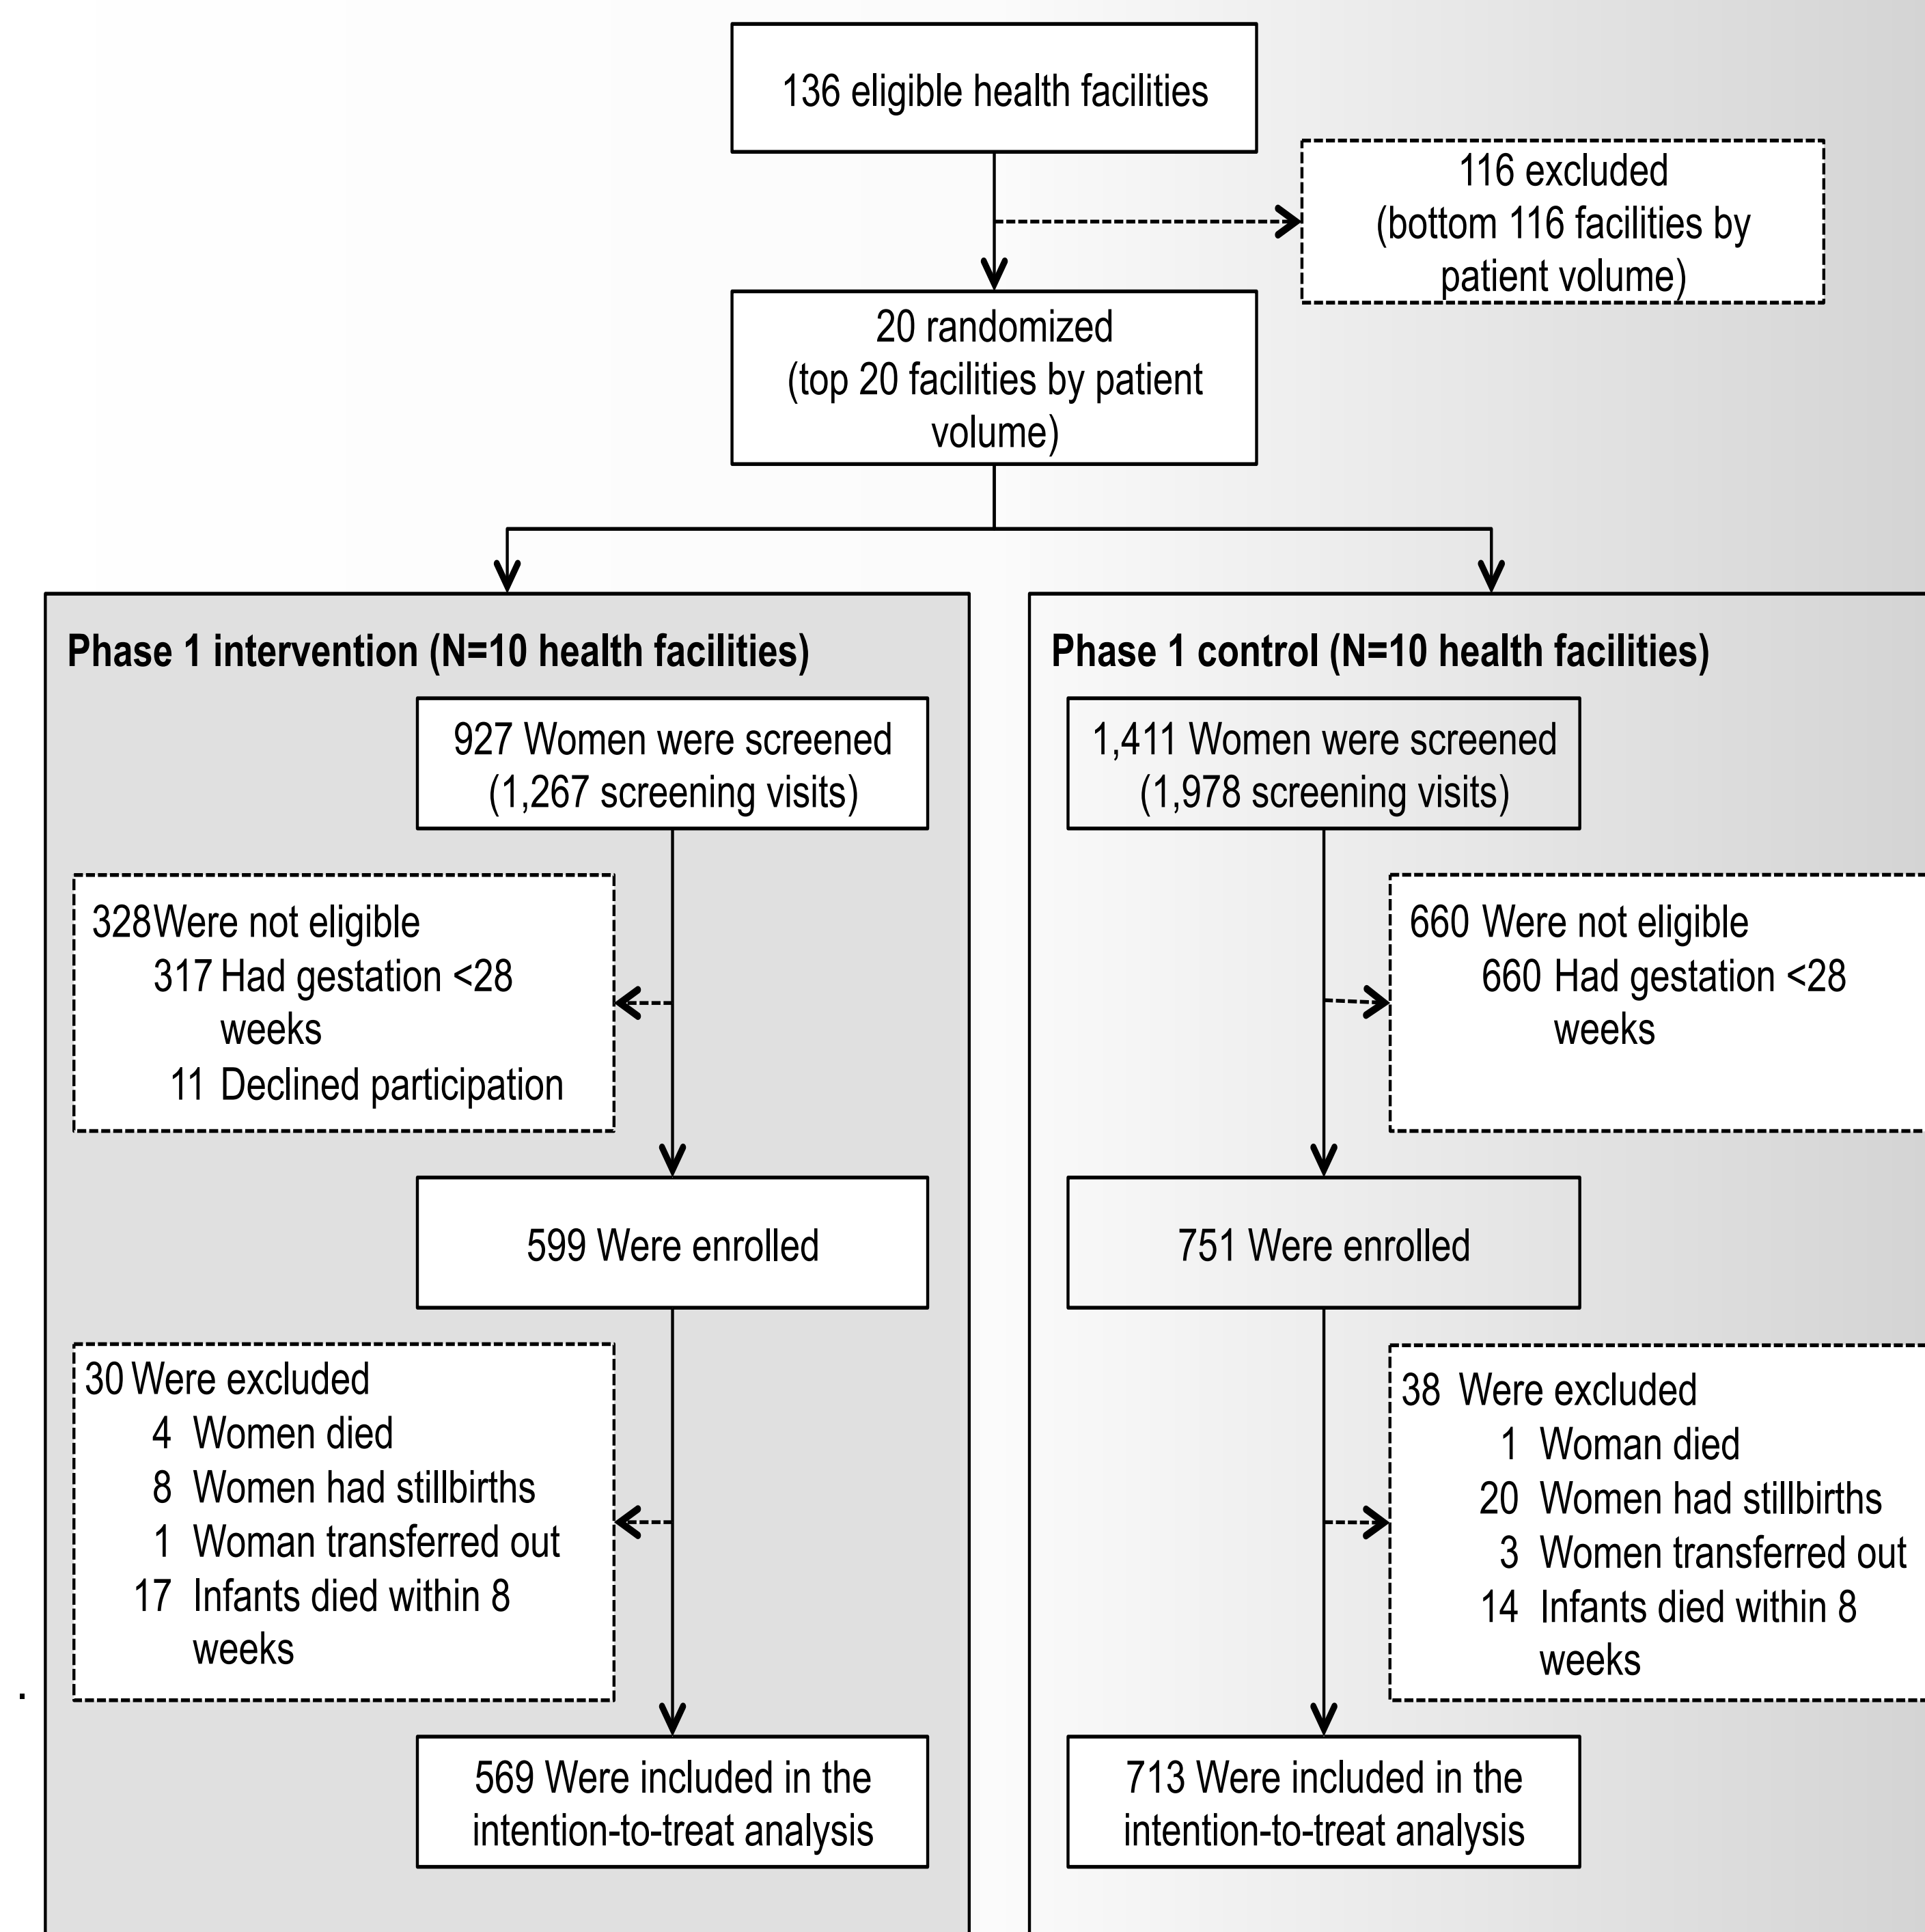 136 eligible health facilities
116 excluded
(bottom 116 facilities by
patient volume)
20 randomized
(top 20 facilities by patient
volume)
Phase 1 intervention (N=10 health facilities)
927 Women were screened
(1,267 screening visits)
328 Were not eligible
317 Had gestation <28
weeks
11 Declined participation
599 Were enrolled
30 Were excluded
4 Women died
8 Women had stillbirths
1 Woman transferred out
17 Infants died within 8
weeks
.
569 Were included in the
intention-to-treat analysis
Phase 1 control (N=10 health facilities)
1,411 Women were screened
(1,978 screening visits)
660 Were not eligible
660 Had gestation <28
weeks
751 Were enrolled
38 Were excluded
1 Woman died
20 Women had stillbirths
3 Women transferred out
14 Infants died within 8
weeks
713 Were included in the
intention-to-treat analysis